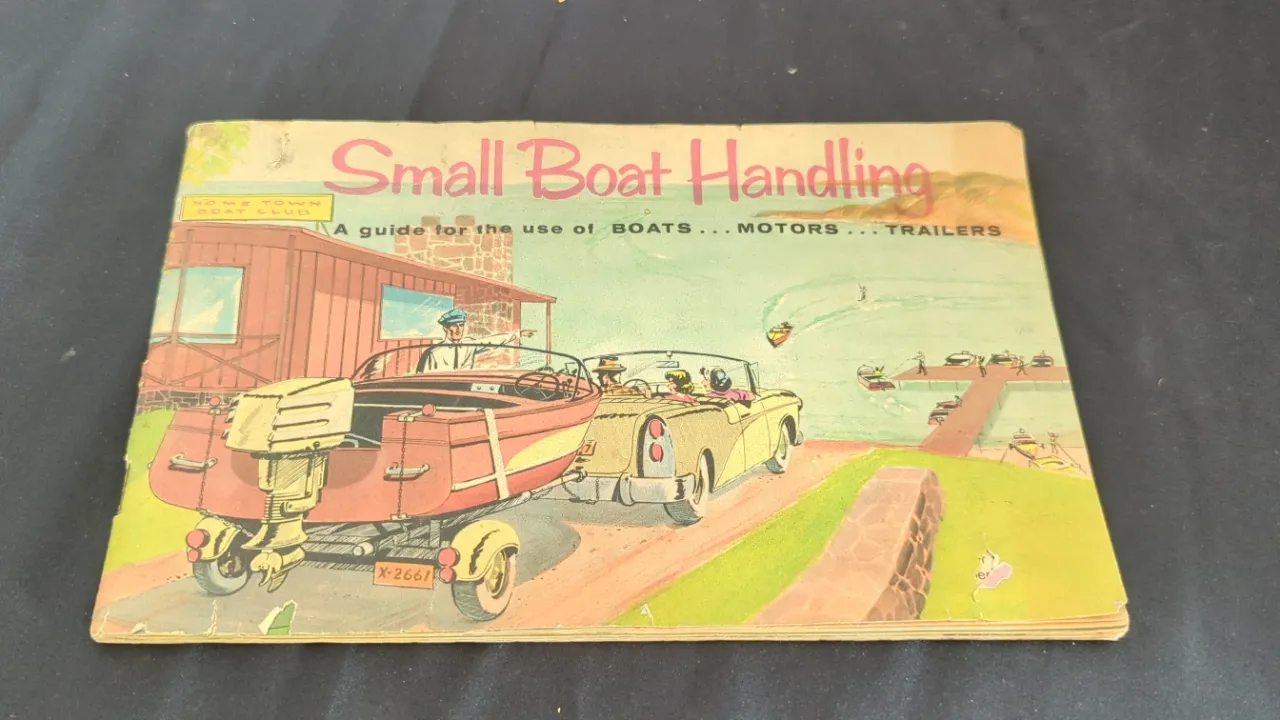 Small Boat Handling
HOME TOWN
BOAT CLUB
A guide for the use of BOATS...MOTORS...TRAILERS
X-2661